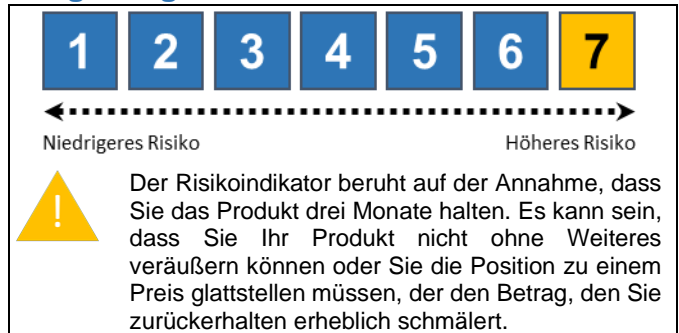 1 2 3 4 5 6 7
Niedrigeres Risiko Höheres Risiko
Der Risikoindikator beruht auf der Annahme, dass
Sie das Produkt drei Monate halten. Es kann sein,
dass Sie Ihr Produkt nicht ohne Weiteres
veräußern können oder Sie die Position zu einem
Preis glattstellen müssen, der den Betrag, den Sie
zurückerhalten erheblich schmälert.